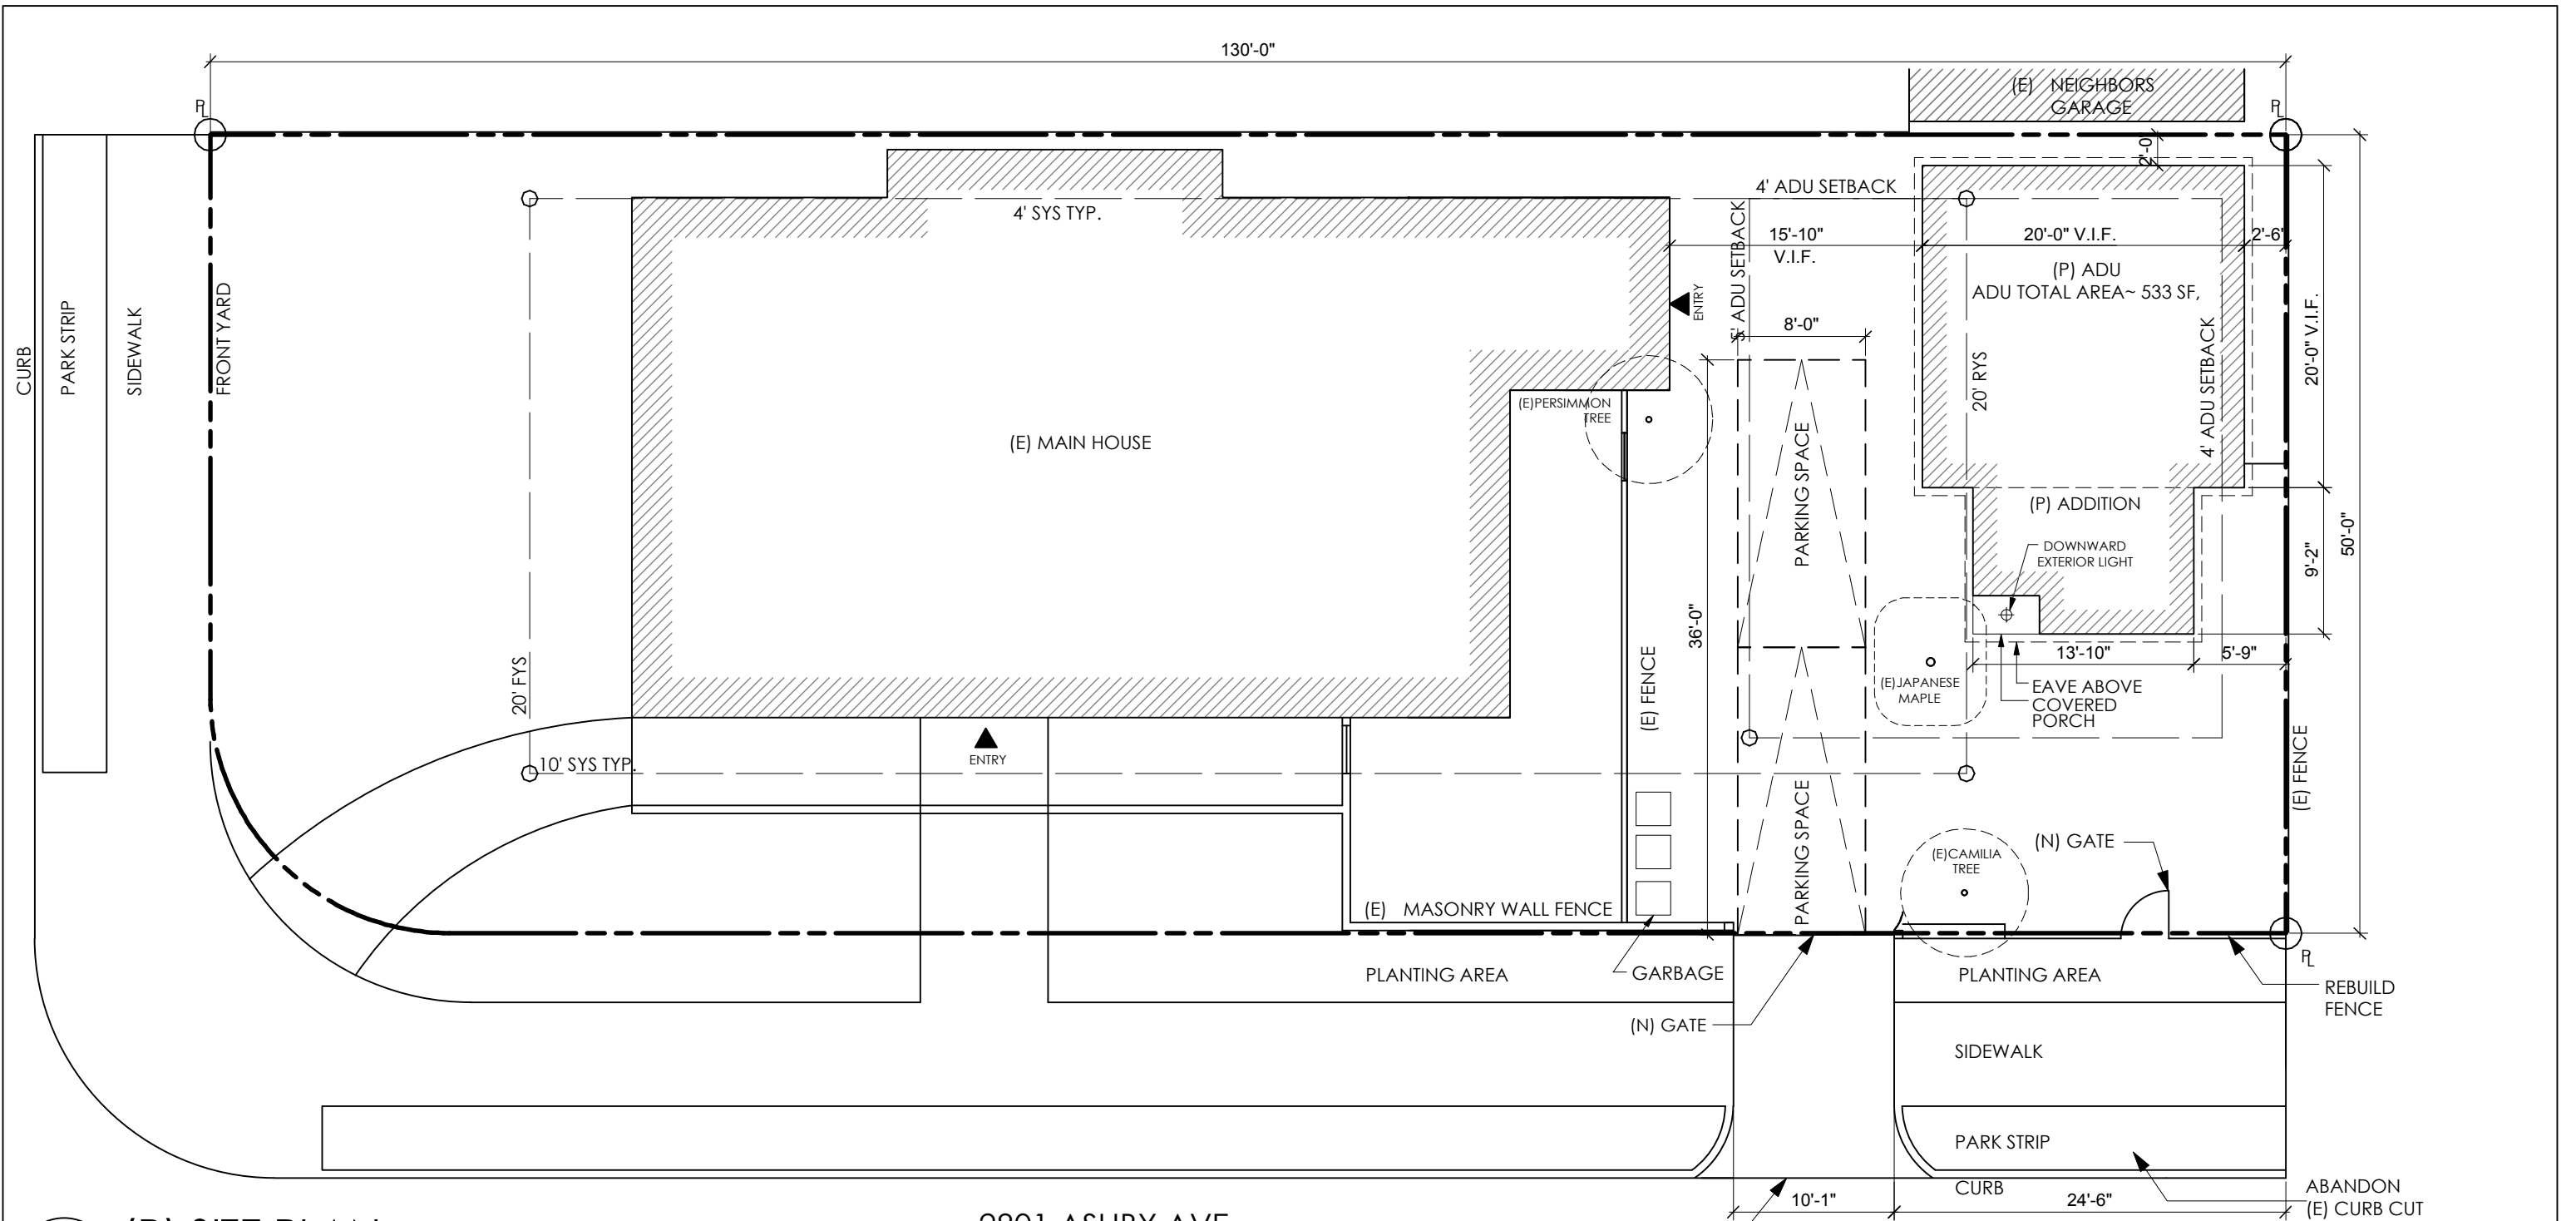 130'-0"
(E) NEIGHBORS
GARAGE
PL
PL
2'-0
4' ADU SETBACK
4' SYS TYP.
5' ADU SETBACK
15'-10"
V.I.F.
20'-0" V.I.F.
2'-6"
(P) ADU
ADU TOTAL AREA~ 533 SF,
CURB
PARK STRIP
SIDEWALK
FRONT YARD
ENTRY
8'-0"
20' RYS
4' ADU SETBACK
20'-0" V.I.F.
(E)PERSIMMON
TREE
(E) MAIN HOUSE
PARKING SPACE
(P) ADDITION
DOWNWARD
EXTERIOR LIGHT
9'-2"
50'-0"
36'-0"
(E) FENCE
13'-10"
5'-9"
20' FYS
(E)JAPANESE
MAPLE
EAVE ABOVE
COVERED
PORCH
ENTRY
10' SYS TYP.
(E) FENCE
PARKING SPACE
(N) GATE
(E)CAMILIA
TREE
(E) MASONRY WALL FENCE
PL
PLANTING AREA
GARBAGE
PLANTING AREA
REBUILD
FENCE
(N) GATE
SIDEWALK
PARK STRIP
CURB
10'-1"
24'-6"
ABANDON
(E) CURB CUT